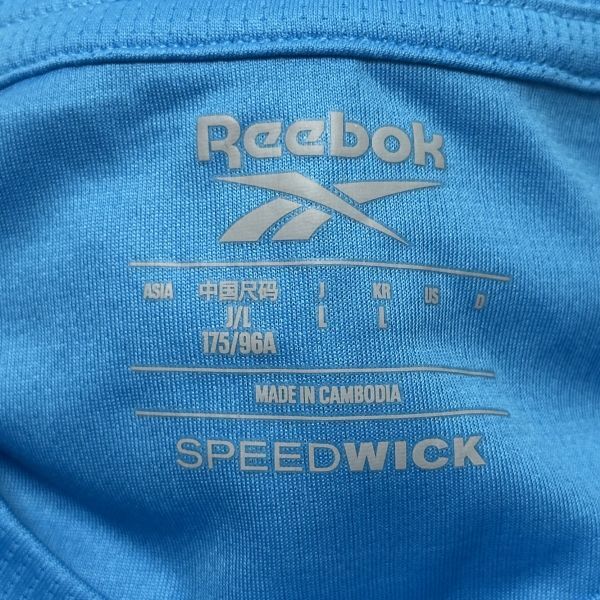 Reebok
ASIA 中国尺码 J KR US D
J/L L L
175/96A
MADE IN CAMBODIA
SPEEDWICK